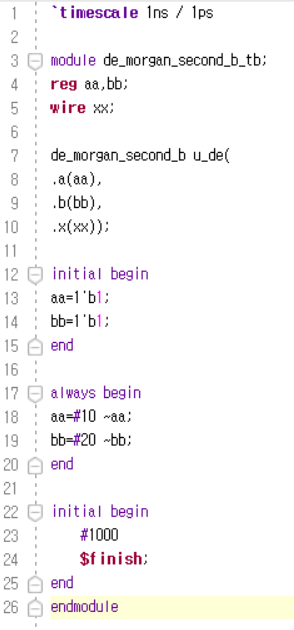 1 `timescale 1ns / 1ps
2
3 module de_morgan_second_b_tb;
4 reg aa,bb;
5 wire xx;
6
7 de_morgan_second_b u_de(
8 .a(aa),
9 .b(bb),
10 .x(xx));
11
12 initial begin
13 aa=1'b1;
14 bb=1'b1;
15 end
16
17 always begin
18 aa=#10 ~aa;
19 bb=#20 ~bb;
20 end
21
22 initial begin
23 #1000
24 $finish;
25 end
26 endmodule